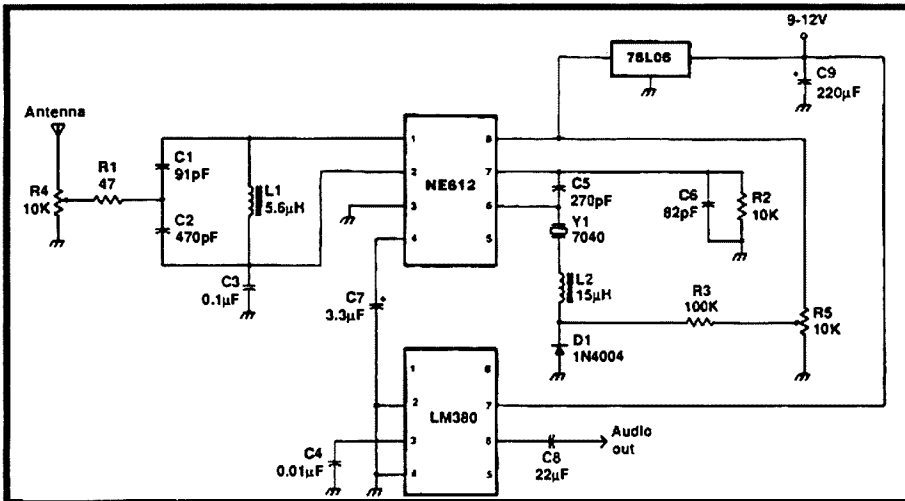 9-12V
78L06
C9
220µF
Antenna
R4
10K
R1
47
C1
91pF
C2
470pF
L1
5.6µH
C3
0.1µF
1
2
3
4
NE612
8
7
6
5
C5
270pF
Y1
7040
C6
82pF
R2
10K
L2
15µH
R3
100K
R5
10K
D1
1N4004
C7
3.3µF
1
2
3
4
LM380
8
7
6
5
C4
0.01µF
C8
22µF
Audio
out